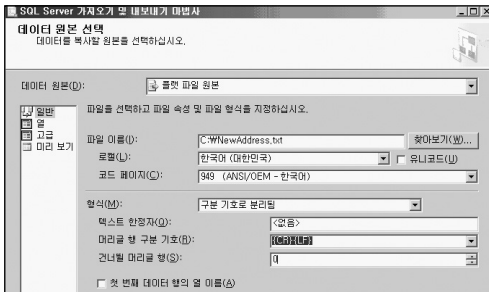 SQL Server 가져오기 및 내보내기 마법사
데이터 원본 선택
데이터를 복사할 원본을 선택하십시오.
데이터 원본(D): 플랫 파일 원본
일반
열
고급
미리 보기
파일을 선택하고 파일 속성 및 파일 형식을 지정하십시오.
파일 이름(I): C:₩NewAddress.txt 찾아보기(W)...
로캘(L): 한국어 (대한민국) 유니코드(U)
코드 페이지(C): 949 (ANSI/OEM - 한국어)
형식(M): 구분 기호로 분리됨
텍스트 한정자(Q): <없음>
머리글 행 구분 기호(R): {CR}{LF}
건너뛸 머리글 행(S): 0
첫 번째 데이터 행의 열 이름(A)